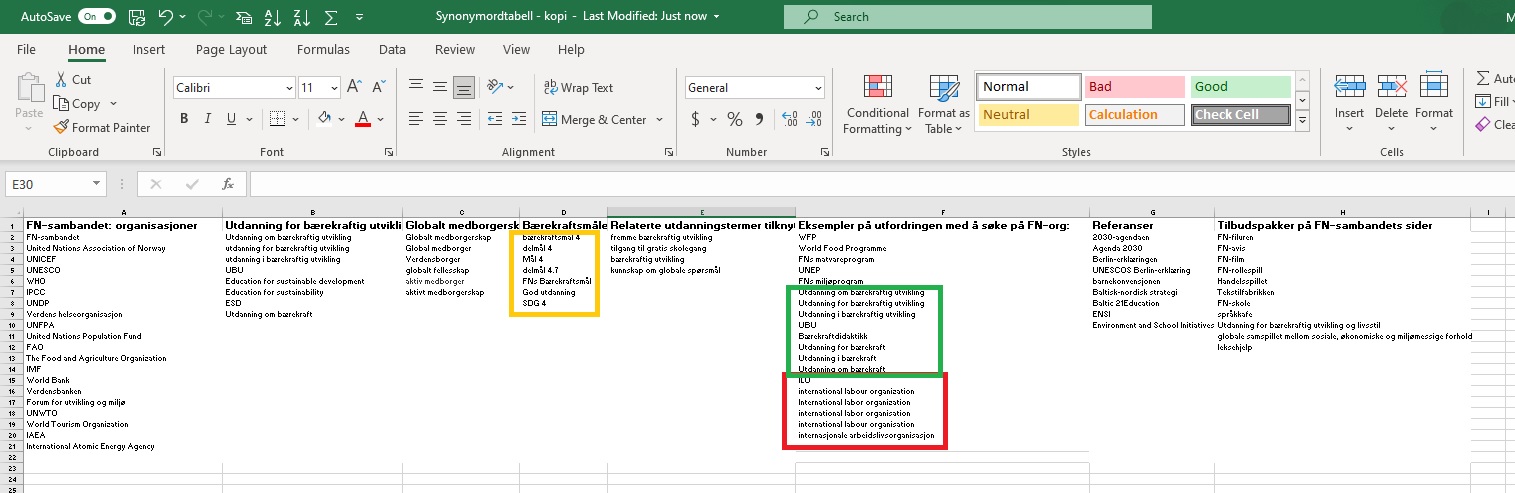 AutoSave On Synonymordtabell - kopi - Last Modified: Just now Search
File Home Insert Page Layout Formulas Data Review View Help
Cut Calibri 11 Wrap Text General Normal Bad Good
Paste Copy Conditional Format as Insert Delete Format Fill
Format Painter B I U Merge & Center Formatting Table Neutral Calculation Check Cell
Clipboard Font Alignment Number Styles Cells
E30 fx
A B C D E F G H I J
1 FN-sambandet: organisasjoner Utdanning for bærekraftig utvikli Globalt medborgersk Bærekraftsmåle Relaterte utdanningstermer tilknyt Eksempler på utfordringen med å søke på FN-org: Referanser Tilbudspakker på FN-sambandets sider
2 FN-sambandet Utdanning om bærekraftig utvikling Globalt medborgerskap bærekraftsmål 4 fremme bærekraftig utvikling WFP 2030-agendaen FN-filuren
3 United Nations Association of Norway utdanning for bærekraftig utvikling Global medborger delmål 4 tilgang til gratis skolegang World Food Programme Agenda 2030 FN-avis
4 UNICEF utdanning i bærekraftig utvikling Verdensborger Mål 4 bærekraftig utvikling FNs matvareprogram Berlin-erklæringen FN-film
5 UNESCO UBU globalt fellesskap delmål 4.7 kunnskap om globale spørsmål UNEP UNESCOS Berlin-erklæring FN-rollespill
6 WHO Education for sustainable development aktiv medborger FNs Bærekraftsmål FNs miljøprogram barnekonvensjonen Handelsspillet
7 IPCC Education for sustainability aktivt medborgerskap God utdanning Utdanning om bærekraftig utvikling Baltisk-nordisk strategi Tekstilfabrikken
8 UNDP ESD SDG 4 Utdanning for bærekraftig utvikling Baltic 21Education FN-skole
9 Verdens helseorganisasjon Utdanning om bærekraft Utdanning i bærekraftig utvikling ENSI språkkafe
10 UNFPA UBU Environment and School Initiatives Utdanning for bærekraftig utvikling og livsstil
11 United Nations Population Fund Bærekraftdidaktikk globale samspillet mellom sosiale, økonomiske og miljømessige forhold
12 FAO Utdanning for bærekraft leksehjelp
13 The Food and Agriculture Organization Utdanning i bærekraft
14 IMF Utdanning om bærekraft
15 World Bank ILO
16 Verdensbanken international labour organization
17 Forum for utvikling og miljø International labor organization
18 UNWTO international labor organisation
19 World Tourism Organization international labour organisation
20 IAEA internasjonale arbeidslivsorganisasjon
21 International Atomic Energy Agency
22
23
24
25